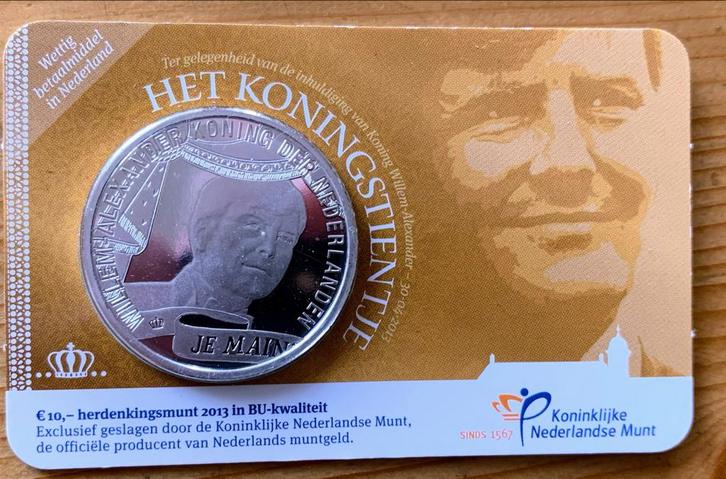 Wettig
betaalmiddel
in Nederland
Ter gelegenheid van de inhuldiging van Koning Willem-Alexander – 30-04-2013
HET KONINGSTIENTJE
WILLEM-ALEXANDER KONING DER NEDERLANDEN
JE MAIN
€ 10,– herdenkingsmunt 2013 in BU-kwaliteit
Exclusief geslagen door de Koninklijke Nederlandse Munt,
de officiële producent van Nederlands muntgeld.
SINDS 1567
Koninklijke
Nederlandse Munt